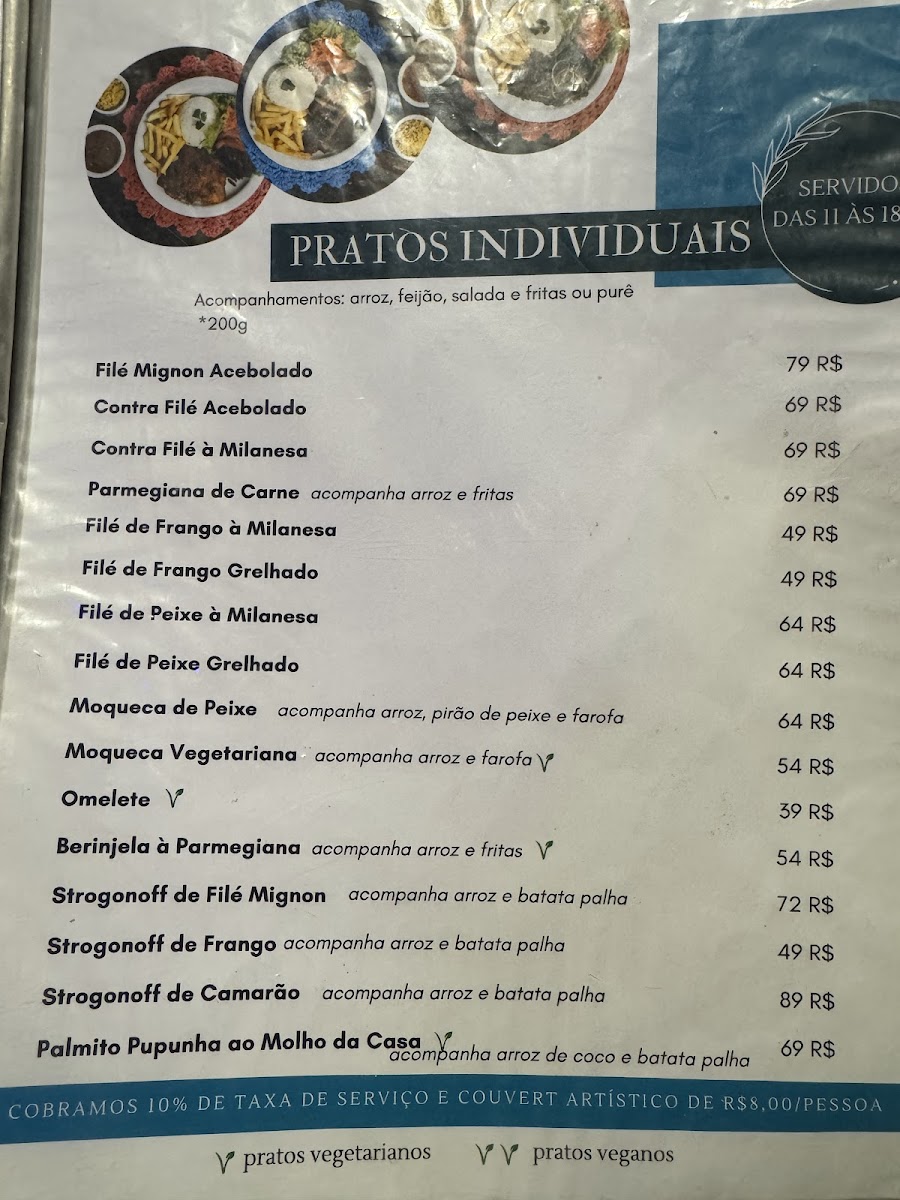 SERVIDO
DAS 11 ÀS 18
PRATOS INDIVIDUAIS
Acompanhamentos: arroz, feijão, salada e fritas ou purê
*200g
Filé Mignon Acebolado 79 R$
Contra Filé Acebolado 69 R$
Contra Filé à Milanesa 69 R$
Parmegiana de Carne acompanha arroz e fritas 69 R$
Filé de Frango à Milanesa 49 R$
Filé de Frango Grelhado 49 R$
Filé de Peixe à Milanesa 64 R$
Filé de Peixe Grelhado 64 R$
Moqueca de Peixe acompanha arroz, pirão de peixe e farofa 64 R$
Moqueca Vegetariana acompanha arroz e farofa 54 R$
Omelete 39 R$
Berinjela à Parmegiana acompanha arroz e fritas 54 R$
Strogonoff de Filé Mignon acompanha arroz e batata palha 72 R$
Strogonoff de Frango acompanha arroz e batata palha 49 R$
Strogonoff de Camarão acompanha arroz e batata palha 89 R$
Palmito Pupunha ao Molho da Casa acompanha arroz de coco e batata palha 69 R$
COBRAMOS 10% DE TAXA DE SERVIÇO E COUVERT ARTÍSTICO DE R$8,00/PESSOA
pratos vegetarianos pratos veganos